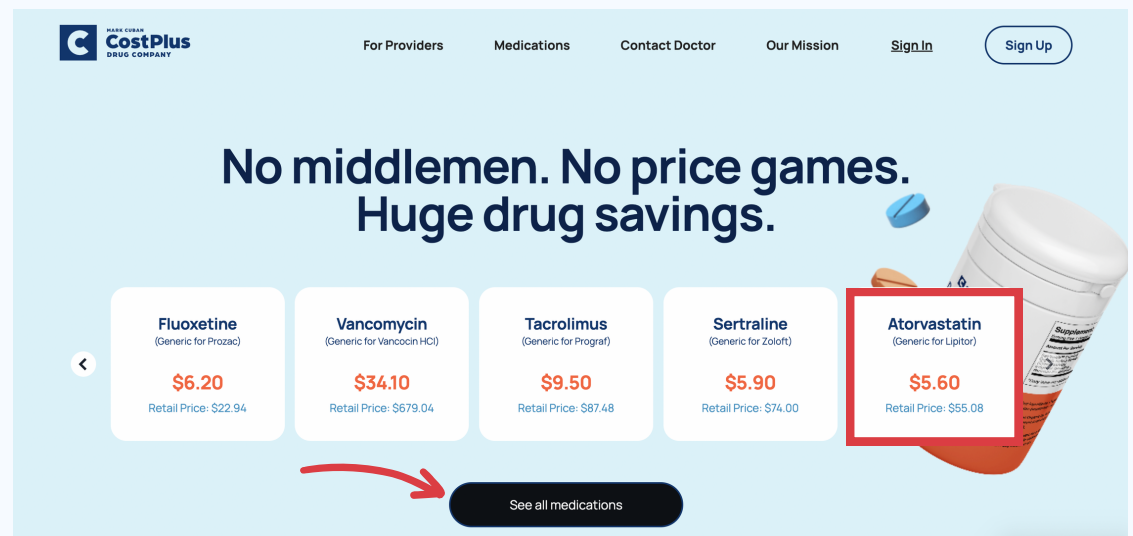 MARK CUBAN
CostPlus
DRUG COMPANY
For Providers
Medications
Contact Doctor
Our Mission
Sign In
Sign Up
No middlemen. No price games.
Huge drug savings.
Fluoxetine
(Generic for Prozac)
$6.20
Retail Price: $22.94
Vancomycin
(Generic for Vancocin HCl)
$34.10
Retail Price: $679.04
Tacrolimus
(Generic for Prograf)
$9.50
Retail Price: $87.48
Sertraline
(Generic for Zoloft)
$5.90
Retail Price: $74.00
Atorvastatin
(Generic for Lipitor)
$5.60
Retail Price: $55.08
See all medications